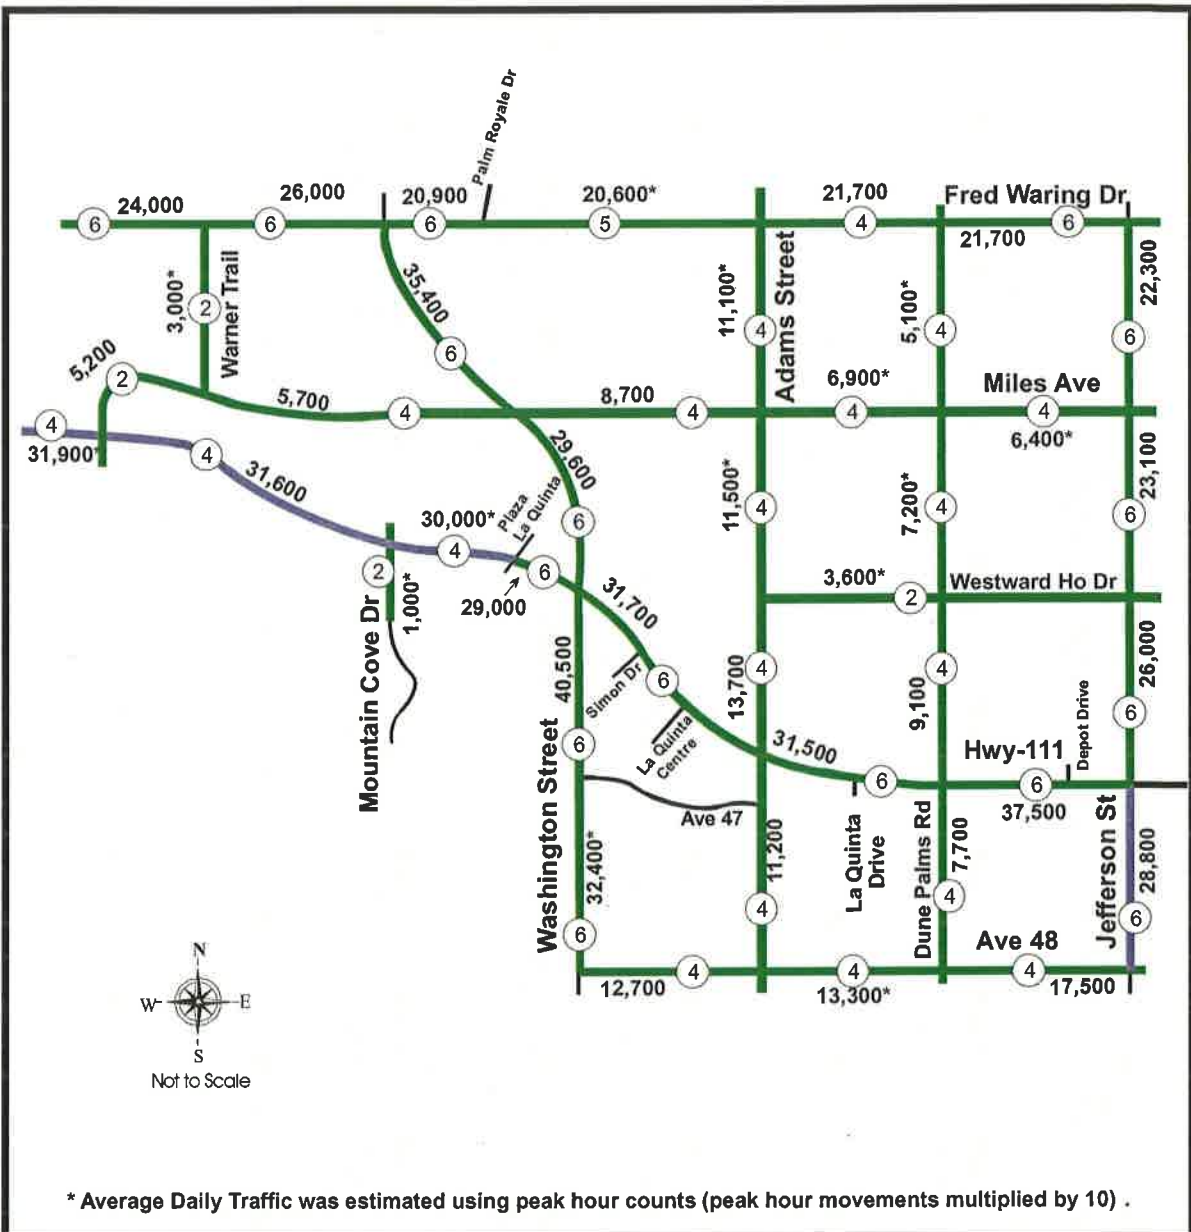 Palm Royale Dr
24,000
26,000
20,900
20,600*
21,700
Fred Waring Dr
6
6
6
5
4
6
21,700
35,400
3,000*
2
Warner Trail
11,100*
4
Adams Street
5,100*
4
22,300
6
6
5,200
2
5,700
4
8,700
4
6,900*
4
Miles Ave
4
6,400*
4
31,900*
4
31,600
29,600
30,000*
4
Plaza
La Quinta
6
11,500*
4
7,200*
4
23,100
6
2
1,000*
Mountain Cove Dr
29,000
6
31,700
3,600*
2
Westward Ho Dr
40,500
Simon Dr
6
13,700
4
9,100
4
26,000
6
Washington Street
6
La Quinta
Centre
31,500
6
Hwy-111
Depot Drive
6
37,500
Ave 47
32,400*
6
11,200
4
La Quinta
Drive
Dune Palms Rd
7,700
4
Jefferson St
28,800
6
Ave 48
4
12,700
4
13,300*
4
17,500
N
W
E
S
Not to Scale
* Average Daily Traffic was estimated using peak hour counts (peak hour movements multiplied by 10) .